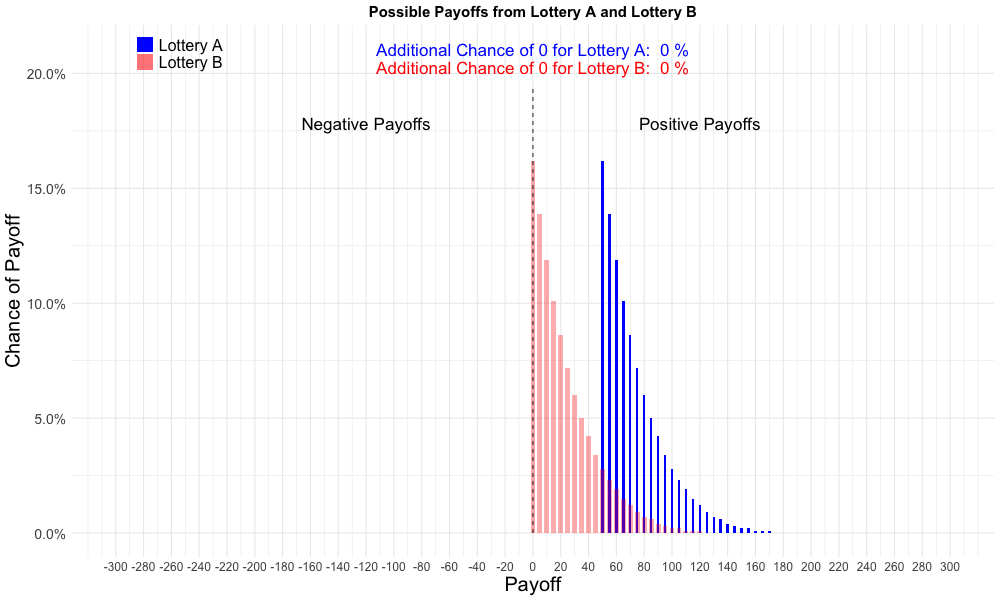 Possible Payoffs from Lottery A and Lottery B
Lottery A
Lottery B
Additional Chance of 0 for Lottery A:  0 %
Additional Chance of 0 for Lottery B:  0 %
Negative Payoffs
Positive Payoffs
Chance of Payoff
20.0%
15.0%
10.0%
5.0%
0.0%
-300 -280 -260 -240 -220 -200 -180 -160 -140 -120 -100 -80 -60 -40 -20 0 20 40 60 80 100 120 140 160 180 200 220 240 260 280 300
Payoff